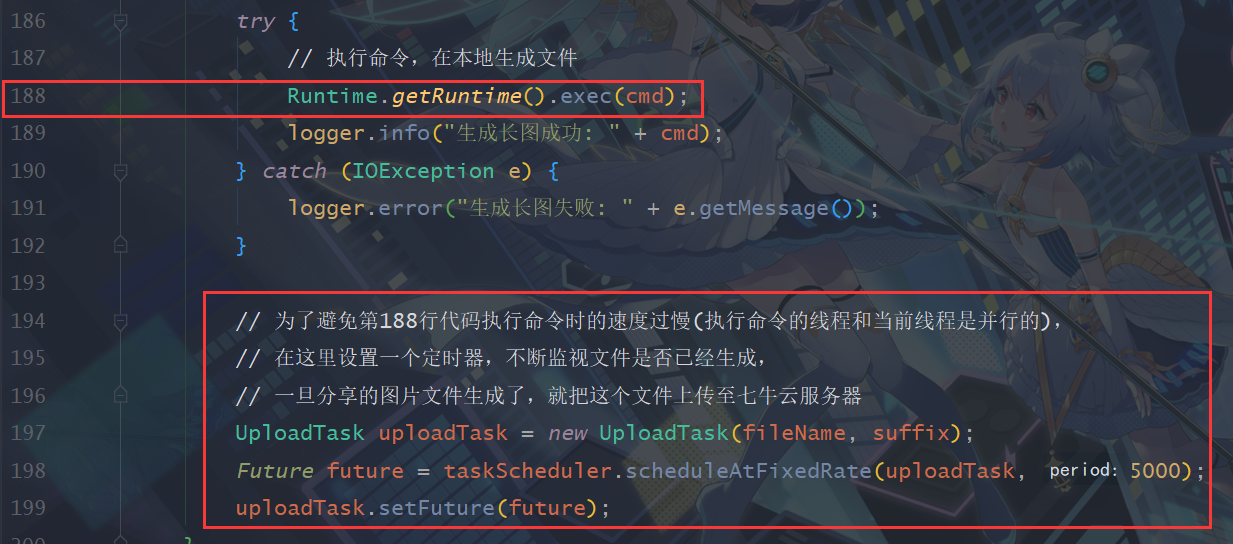 186 try {
187 // 执行命令，在本地生成文件
188 Runtime.getRuntime().exec(cmd);
189 logger.info("生成长图成功: " + cmd);
190 } catch (IOException e) {
191 logger.error("生成长图失败: " + e.getMessage());
192 }
193
194 // 为了避免第188行代码执行命令时的速度过慢(执行命令的线程和当前线程是并行的)，
195 // 在这里设置一个定时器，不断监视文件是否已经生成，
196 // 一旦分享的图片文件生成了，就把这个文件上传至七牛云服务器
197 UploadTask uploadTask = new UploadTask(fileName, suffix);
198 Future future = taskScheduler.scheduleAtFixedRate(uploadTask, period: 5000);
199 uploadTask.setFuture(future);